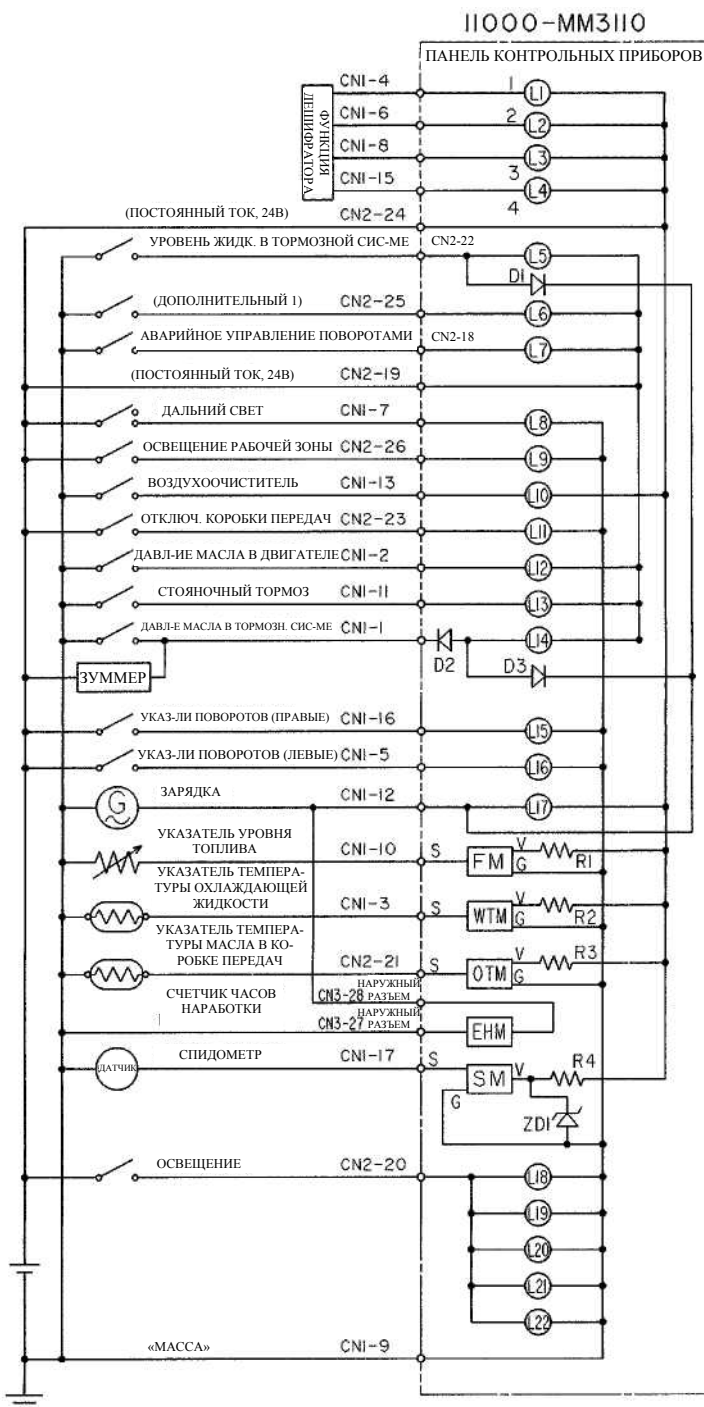 11000-MM3110
ПАНЕЛЬ КОНТРОЛЬНЫХ ПРИБОРОВ
ФУНКЦИЯ
ДЕШИФРАТОРА
CN1-4 1 L1
CN1-6 2 L2
CN1-8 3 L3
CN1-15 4 L4
(ПОСТОЯННЫЙ ТОК, 24В) CN2-24
УРОВЕНЬ ЖИДК. В ТОРМОЗНОЙ СИС-МЕ CN2-22 L5
D1
(ДОПОЛНИТЕЛЬНЫЙ 1) CN2-25 L6
АВАРИЙНОЕ УПРАВЛЕНИЕ ПОВОРОТАМИ CN2-18 L7
(ПОСТОЯННЫЙ ТОК, 24В) CN2-19
ДАЛЬНИЙ СВЕТ CN1-7 L8
ОСВЕЩЕНИЕ РАБОЧЕЙ ЗОНЫ CN2-26 L9
ВОЗДУХООЧИСТИТЕЛЬ CN1-13 L10
ОТКЛЮЧ. КОРОБКИ ПЕРЕДАЧ CN2-23 L11
ДАВЛ-ИЕ МАСЛА В ДВИГАТЕЛЕ CN1-2 L12
СТОЯНОЧНЫЙ ТОРМОЗ CN1-11 L13
ДАВЛ-Е МАСЛА В ТОРМОЗН. СИС-МЕ CN1-1 L14
D2 D3
ЗУММЕР
УКАЗ-ЛИ ПОВОРОТОВ (ПРАВЫЕ) CN1-16 L15
УКАЗ-ЛИ ПОВОРОТОВ (ЛЕВЫЕ) CN1-5 L16
G ЗАРЯДКА CN1-12 L17
УКАЗАТЕЛЬ УРОВНЯ
ТОПЛИВА
CN1-10 S FM V G R1
УКАЗАТЕЛЬ ТЕМПЕРА-
ТУРЫ ОХЛАЖДАЮЩЕЙ
ЖИДКОСТИ
CN1-3 S WTM V G R2
УКАЗАТЕЛЬ ТЕМПЕРА-
ТУРЫ МАСЛА В КО-
РОБКЕ ПЕРЕДАЧ
CN2-21 S OTM V G R3
СЧЕТЧИК ЧАСОВ
НАРАБОТКИ
CN3-28 НАРУЖНЫЙ
РАЗЪЕМ
CN3-27 НАРУЖНЫЙ
РАЗЪЕМ
EHM
ДАТЧИК СПИДОМЕТР CN1-17 S SM V G R4
ZD1
ОСВЕЩЕНИЕ CN2-20 L18
L19
L20
L21
L22
«МАССА» CN1-9